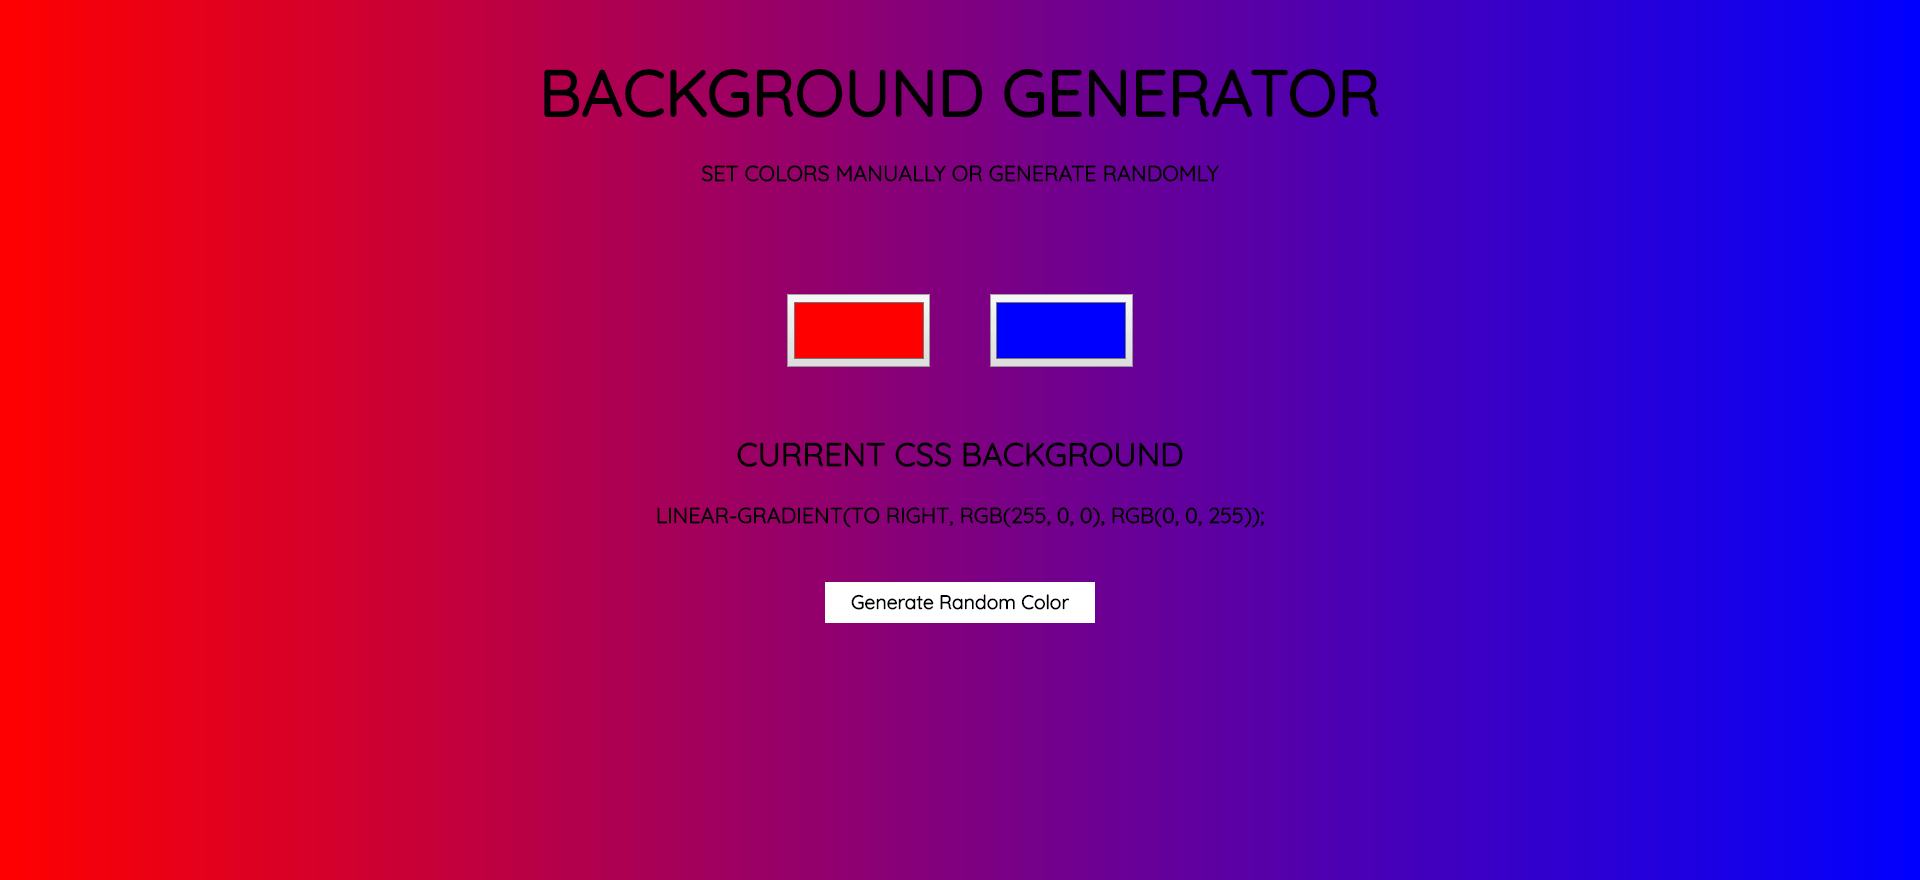 BACKGROUND GENERATOR
SET COLORS MANUALLY OR GENERATE RANDOMLY
CURRENT CSS BACKGROUND
LINEAR-GRADIENT(TO RIGHT, RGB(255, 0, 0), RGB(0, 0, 255));
Generate Random Color